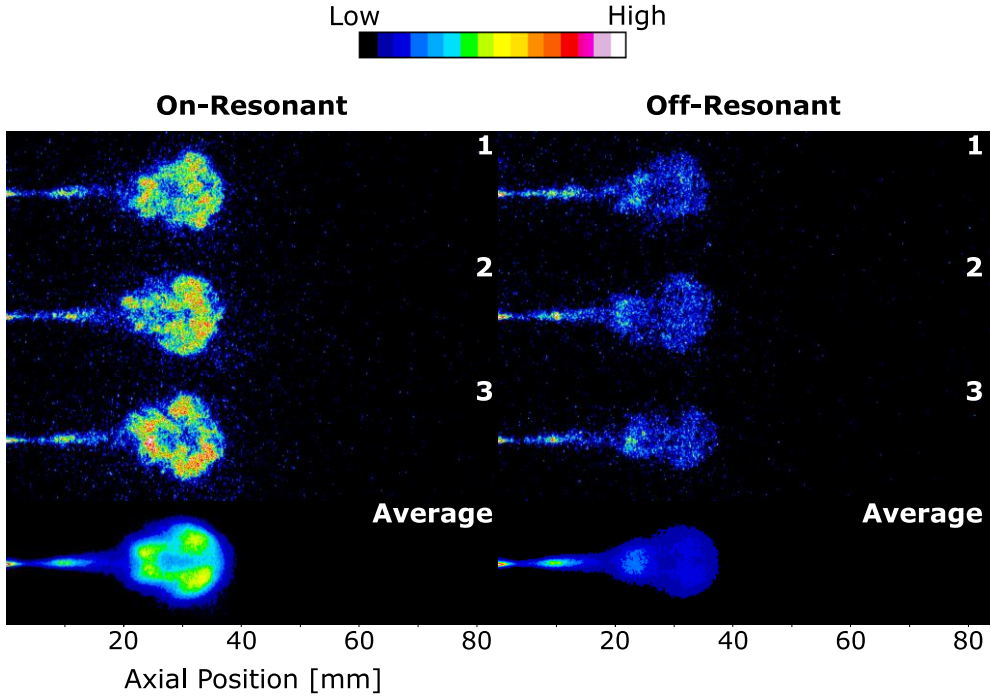 Low High
On-Resonant Off-Resonant
1 1
2 2
3 3
Average Average
20 40 60 80 20 40 60 80
Axial Position [mm]